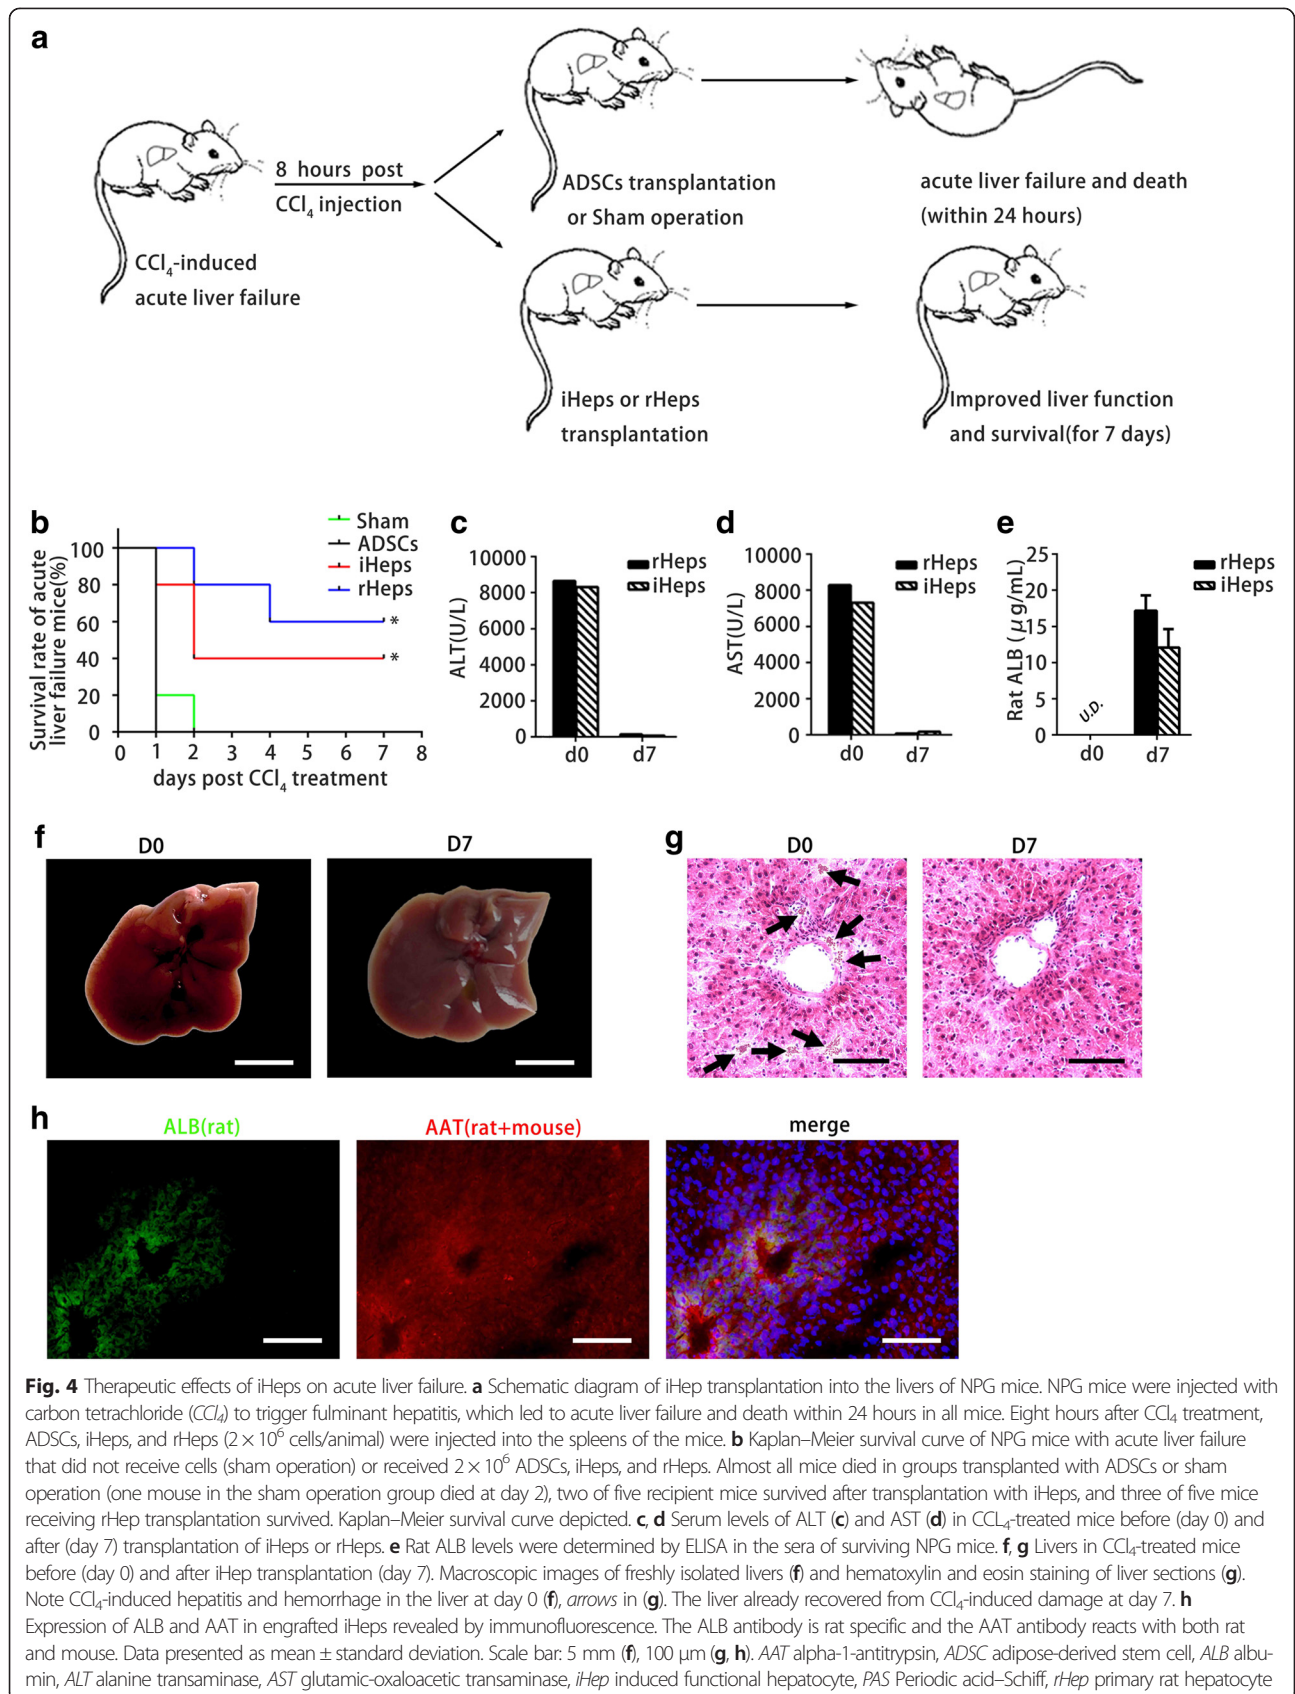 a
8 hours post
CCl4 injection
CCl4-induced
acute liver failure
ADSCs transplantation
or Sham operation
acute liver failure and death
(within 24 hours)
iHeps or rHeps
transplantation
Improved liver function
and survival(for 7 days)
b
Survival rate of acute
liver failure mice(%)
100
80
60
40
20
0
0 1 2 3 4 5 6 7 8
days post CCl4 treatment
Sham
ADSCs
iHeps
rHeps
*
*
c
ALT(U/L)
10000
8000
6000
4000
2000
0
d0 d7
rHeps
iHeps
d
AST(U/L)
10000
8000
6000
4000
2000
0
d0 d7
rHeps
iHeps
e
Rat ALB (μg/mL)
25
20
15
10
5
0
U.D.
d0 d7
rHeps
iHeps
f
D0 D7
g
D0 D7
h
ALB(rat) AAT(rat+mouse) merge
Fig. 4 Therapeutic effects of iHeps on acute liver failure. a Schematic diagram of iHep transplantation into the livers of NPG mice. NPG mice were injected with
carbon tetrachloride (CCl4) to trigger fulminant hepatitis, which led to acute liver failure and death within 24 hours in all mice. Eight hours after CCl4 treatment,
ADSCs, iHeps, and rHeps (2 × 10^6 cells/animal) were injected into the spleens of the mice. b Kaplan–Meier survival curve of NPG mice with acute liver failure
that did not receive cells (sham operation) or received 2 × 10^6 ADSCs, iHeps, and rHeps. Almost all mice died in groups transplanted with ADSCs or sham
operation (one mouse in the sham operation group died at day 2), two of five recipient mice survived after transplantation with iHeps, and three of five mice
receiving rHep transplantation survived. Kaplan–Meier survival curve depicted. c, d Serum levels of ALT (c) and AST (d) in CCL4-treated mice before (day 0) and
after (day 7) transplantation of iHeps or rHeps. e Rat ALB levels were determined by ELISA in the sera of surviving NPG mice. f, g Livers in CCl4-treated mice
before (day 0) and after iHep transplantation (day 7). Macroscopic images of freshly isolated livers (f) and hematoxylin and eosin staining of liver sections (g).
Note CCl4-induced hepatitis and hemorrhage in the liver at day 0 (f), arrows in (g). The liver already recovered from CCl4-induced damage at day 7. h
Expression of ALB and AAT in engrafted iHeps revealed by immunofluorescence. The ALB antibody is rat specific and the AAT antibody reacts with both rat
and mouse. Data presented as mean ± standard deviation. Scale bar: 5 mm (f), 100 μm (g, h). AAT alpha-1-antitrypsin, ADSC adipose-derived stem cell, ALB albu-
min, ALT alanine transaminase, AST glutamic-oxaloacetic transaminase, iHep induced functional hepatocyte, PAS Periodic acid–Schiff, rHep primary rat hepatocyte